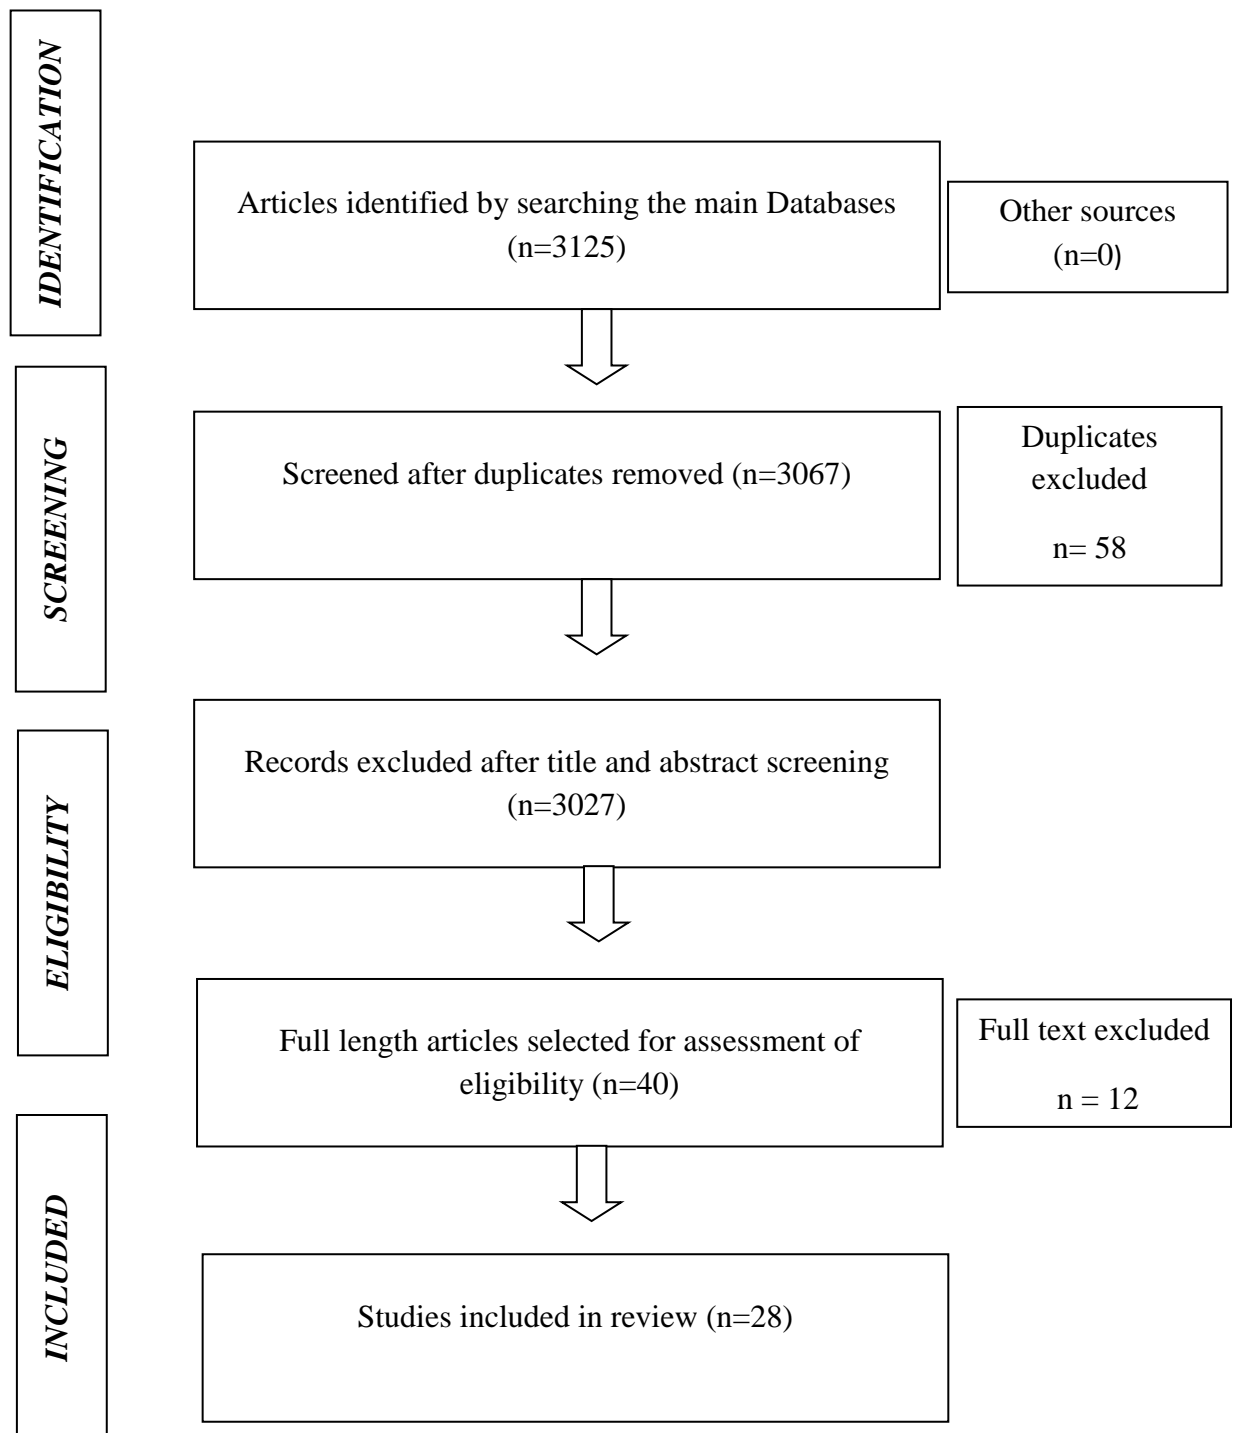 IDENTIFICATION
Articles identified by searching the main Databases
(n=3125)
Other sources
(n=0)
SCREENING
Screened after duplicates removed (n=3067)
Duplicates
excluded
n= 58
ELIGIBILITY
Records excluded after title and abstract screening
(n=3027)
Full length articles selected for assessment of
eligibility (n=40)
Full text excluded
n = 12
INCLUDED
Studies included in review (n=28)